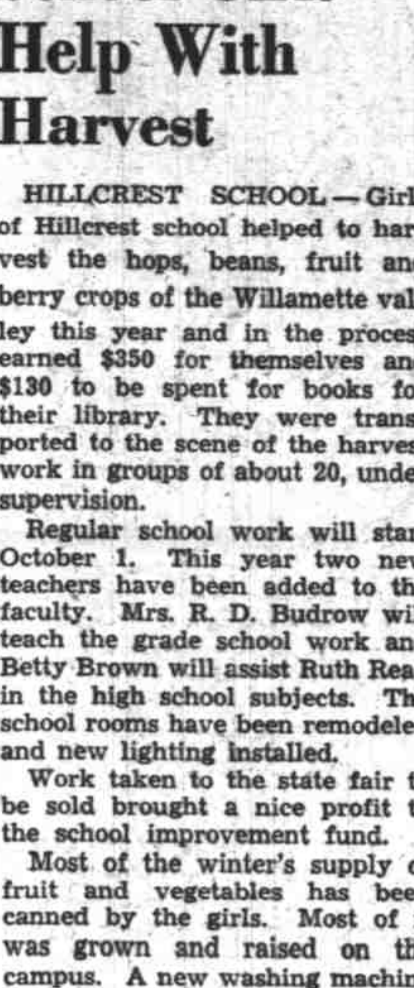 Help With
Harvest
HILLCREST SCHOOL — Girl
of Hillcrest school helped to har
vest the hops, beans, fruit an
berry crops of the Willamette val
ley this year and in the proces
earned $350 for themselves an
$130 to be spent for books fo
their library. They were trans
ported to the scene of the harves
work in groups of about 20, unde
supervision.
Regular school work will star
October 1. This year two new
teachers have been added to th
faculty. Mrs. R. D. Budrow wil
teach the grade school work an
Betty Brown will assist Ruth Rea
in the high school subjects. Th
school rooms have been remodele
and new lighting installed.
Work taken to the state fair t
be sold brought a nice profit t
the school improvement fund.
Most of the winter's supply o
fruit and vegetables has bee
canned by the girls. Most of
was grown and raised on th
campus. A new washing machin